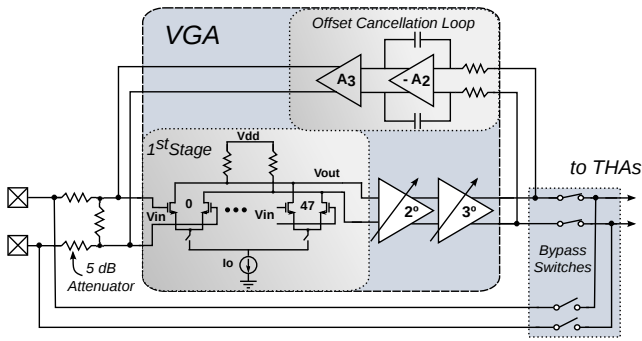 Offset Cancellation Loop
VGA
A3
- A2
1st Stage
Vdd
Vout
to THAs
Vin
0
Vin
47
2º
3º
Io
5 dB
Attenuator
Bypass
Switches